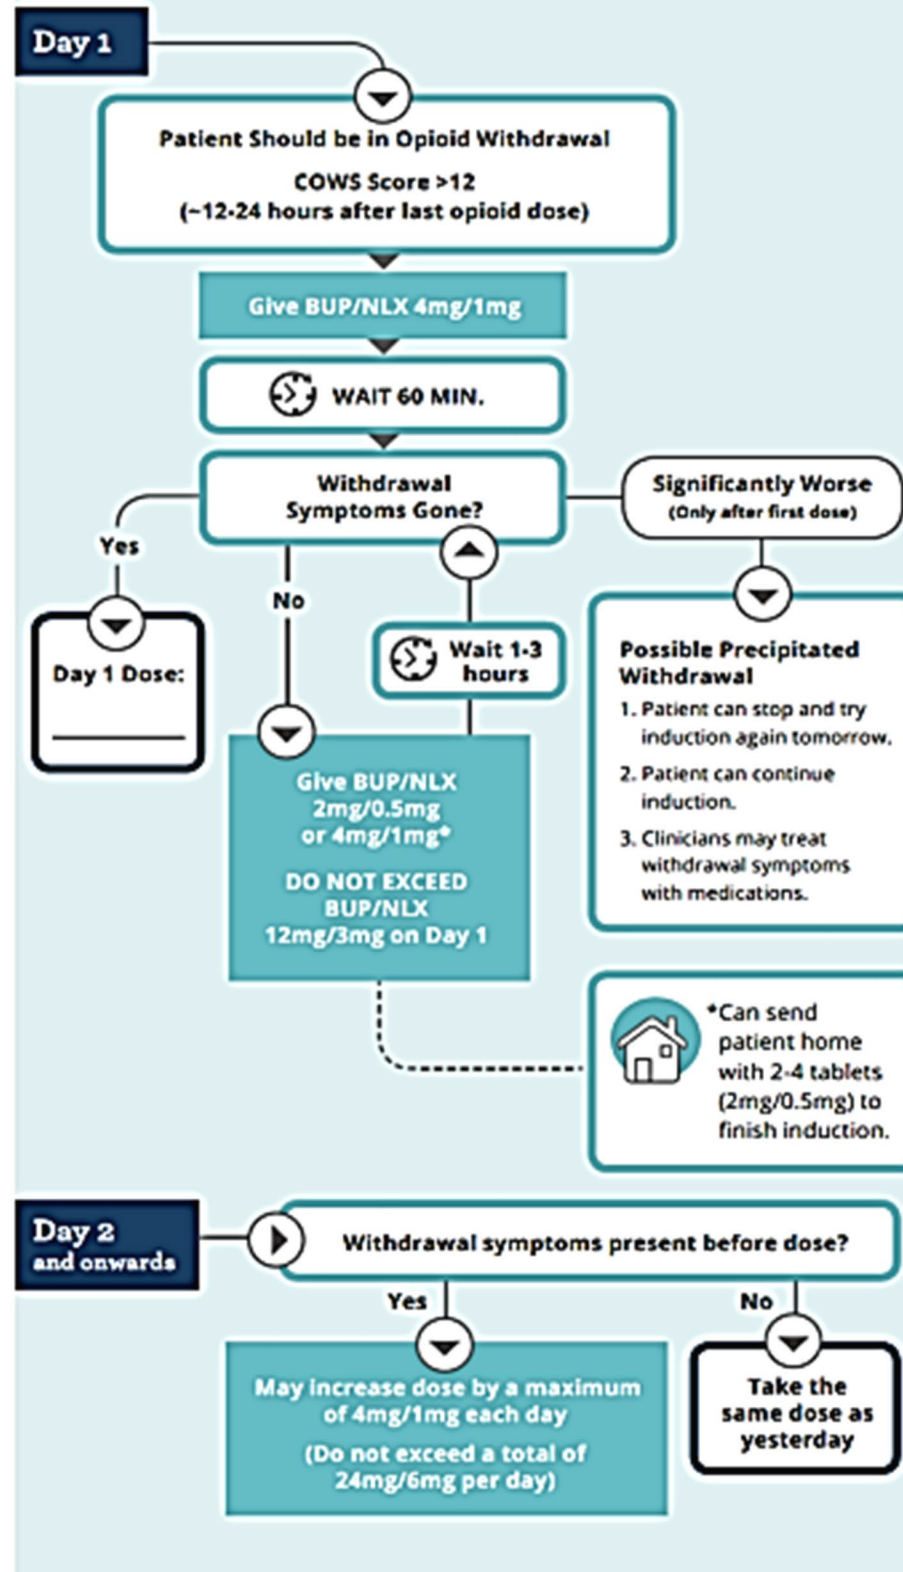 Day 1
Patient Should be in Opioid Withdrawal
COWS Score >12
(~12-24 hours after last opioid dose)
Give BUP/NLX 4mg/1mg
WAIT 60 MIN.
Withdrawal
Symptoms Gone?
Significantly Worse
(Only after first dose)
Yes
No
Day 1 Dose:
Wait 1-3
hours
Give BUP/NLX
2mg/0.5mg
or 4mg/1mg*
DO NOT EXCEED
BUP/NLX
12mg/3mg on Day 1
Possible Precipitated
Withdrawal
1. Patient can stop and try
induction again tomorrow.
2. Patient can continue
induction.
3. Clinicians may treat
withdrawal symptoms
with medications.
*Can send
patient home
with 2-4 tablets
(2mg/0.5mg) to
finish induction.
Day 2
and onwards
Withdrawal symptoms present before dose?
Yes
No
May increase dose by a maximum
of 4mg/1mg each day
(Do not exceed a total of
24mg/6mg per day)
Take the
same dose as
yesterday